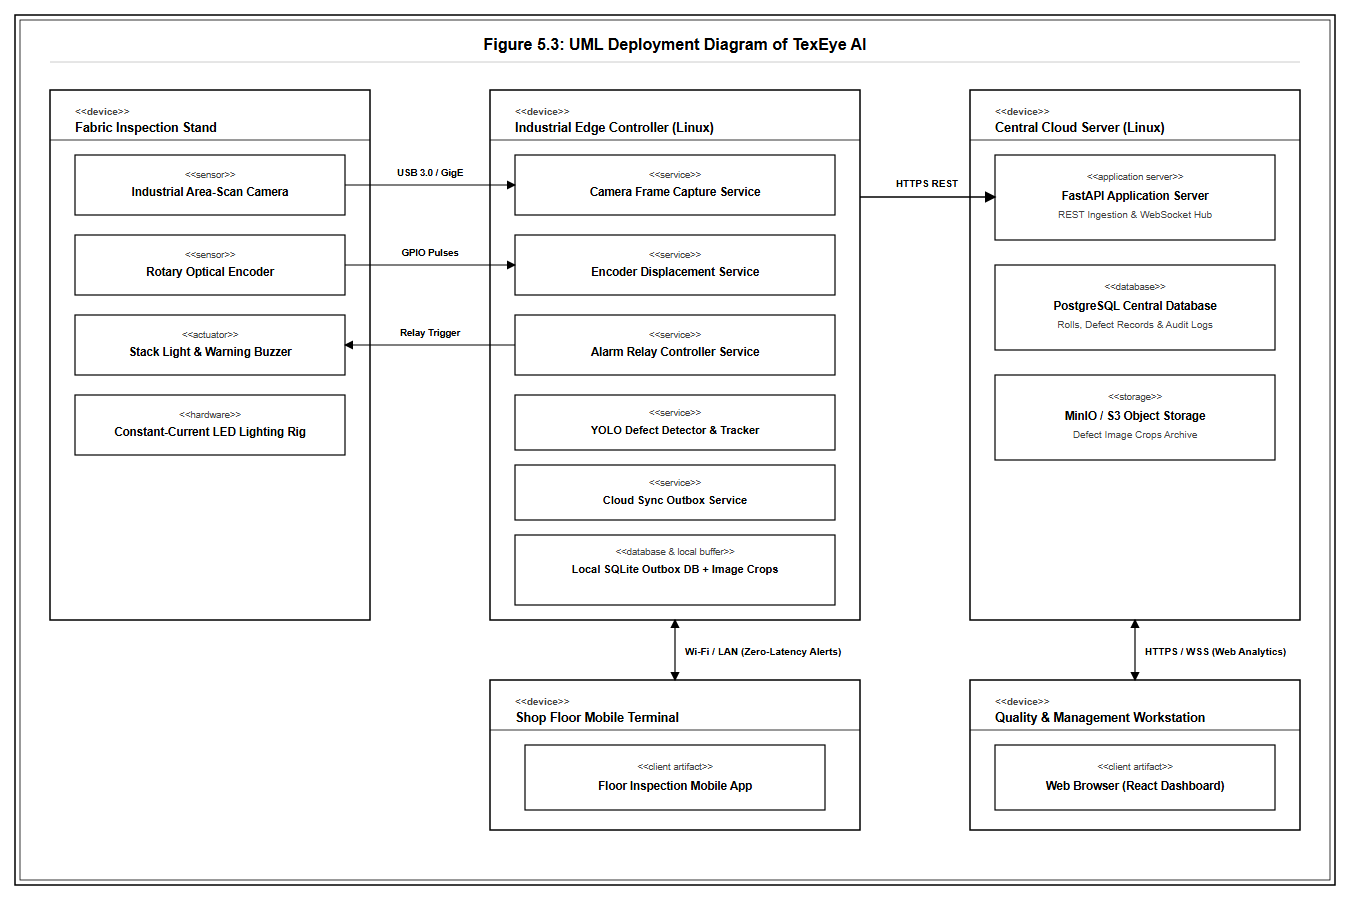 Figure 5.3: UML Deployment Diagram of TexEye AI
<<device>>
Fabric Inspection Stand
<<sensor>>
Industrial Area-Scan Camera
<<sensor>>
Rotary Optical Encoder
<<actuator>>
Stack Light & Warning Buzzer
<<hardware>>
Constant-Current LED Lighting Rig
USB 3.0 / GigE
GPIO Pulses
Relay Trigger
<<device>>
Industrial Edge Controller (Linux)
<<service>>
Camera Frame Capture Service
<<service>>
Encoder Displacement Service
<<service>>
Alarm Relay Controller Service
<<service>>
YOLO Defect Detector & Tracker
<<service>>
Cloud Sync Outbox Service
<<database & local buffer>>
Local SQLite Outbox DB + Image Crops
HTTPS REST
<<device>>
Central Cloud Server (Linux)
<<application server>>
FastAPI Application Server
REST Ingestion & WebSocket Hub
<<database>>
PostgreSQL Central Database
Rolls, Defect Records & Audit Logs
<<storage>>
MinIO / S3 Object Storage
Defect Image Crops Archive
Wi-Fi / LAN (Zero-Latency Alerts)
HTTPS / WSS (Web Analytics)
<<device>>
Shop Floor Mobile Terminal
<<client artifact>>
Floor Inspection Mobile App
<<device>>
Quality & Management Workstation
<<client artifact>>
Web Browser (React Dashboard)